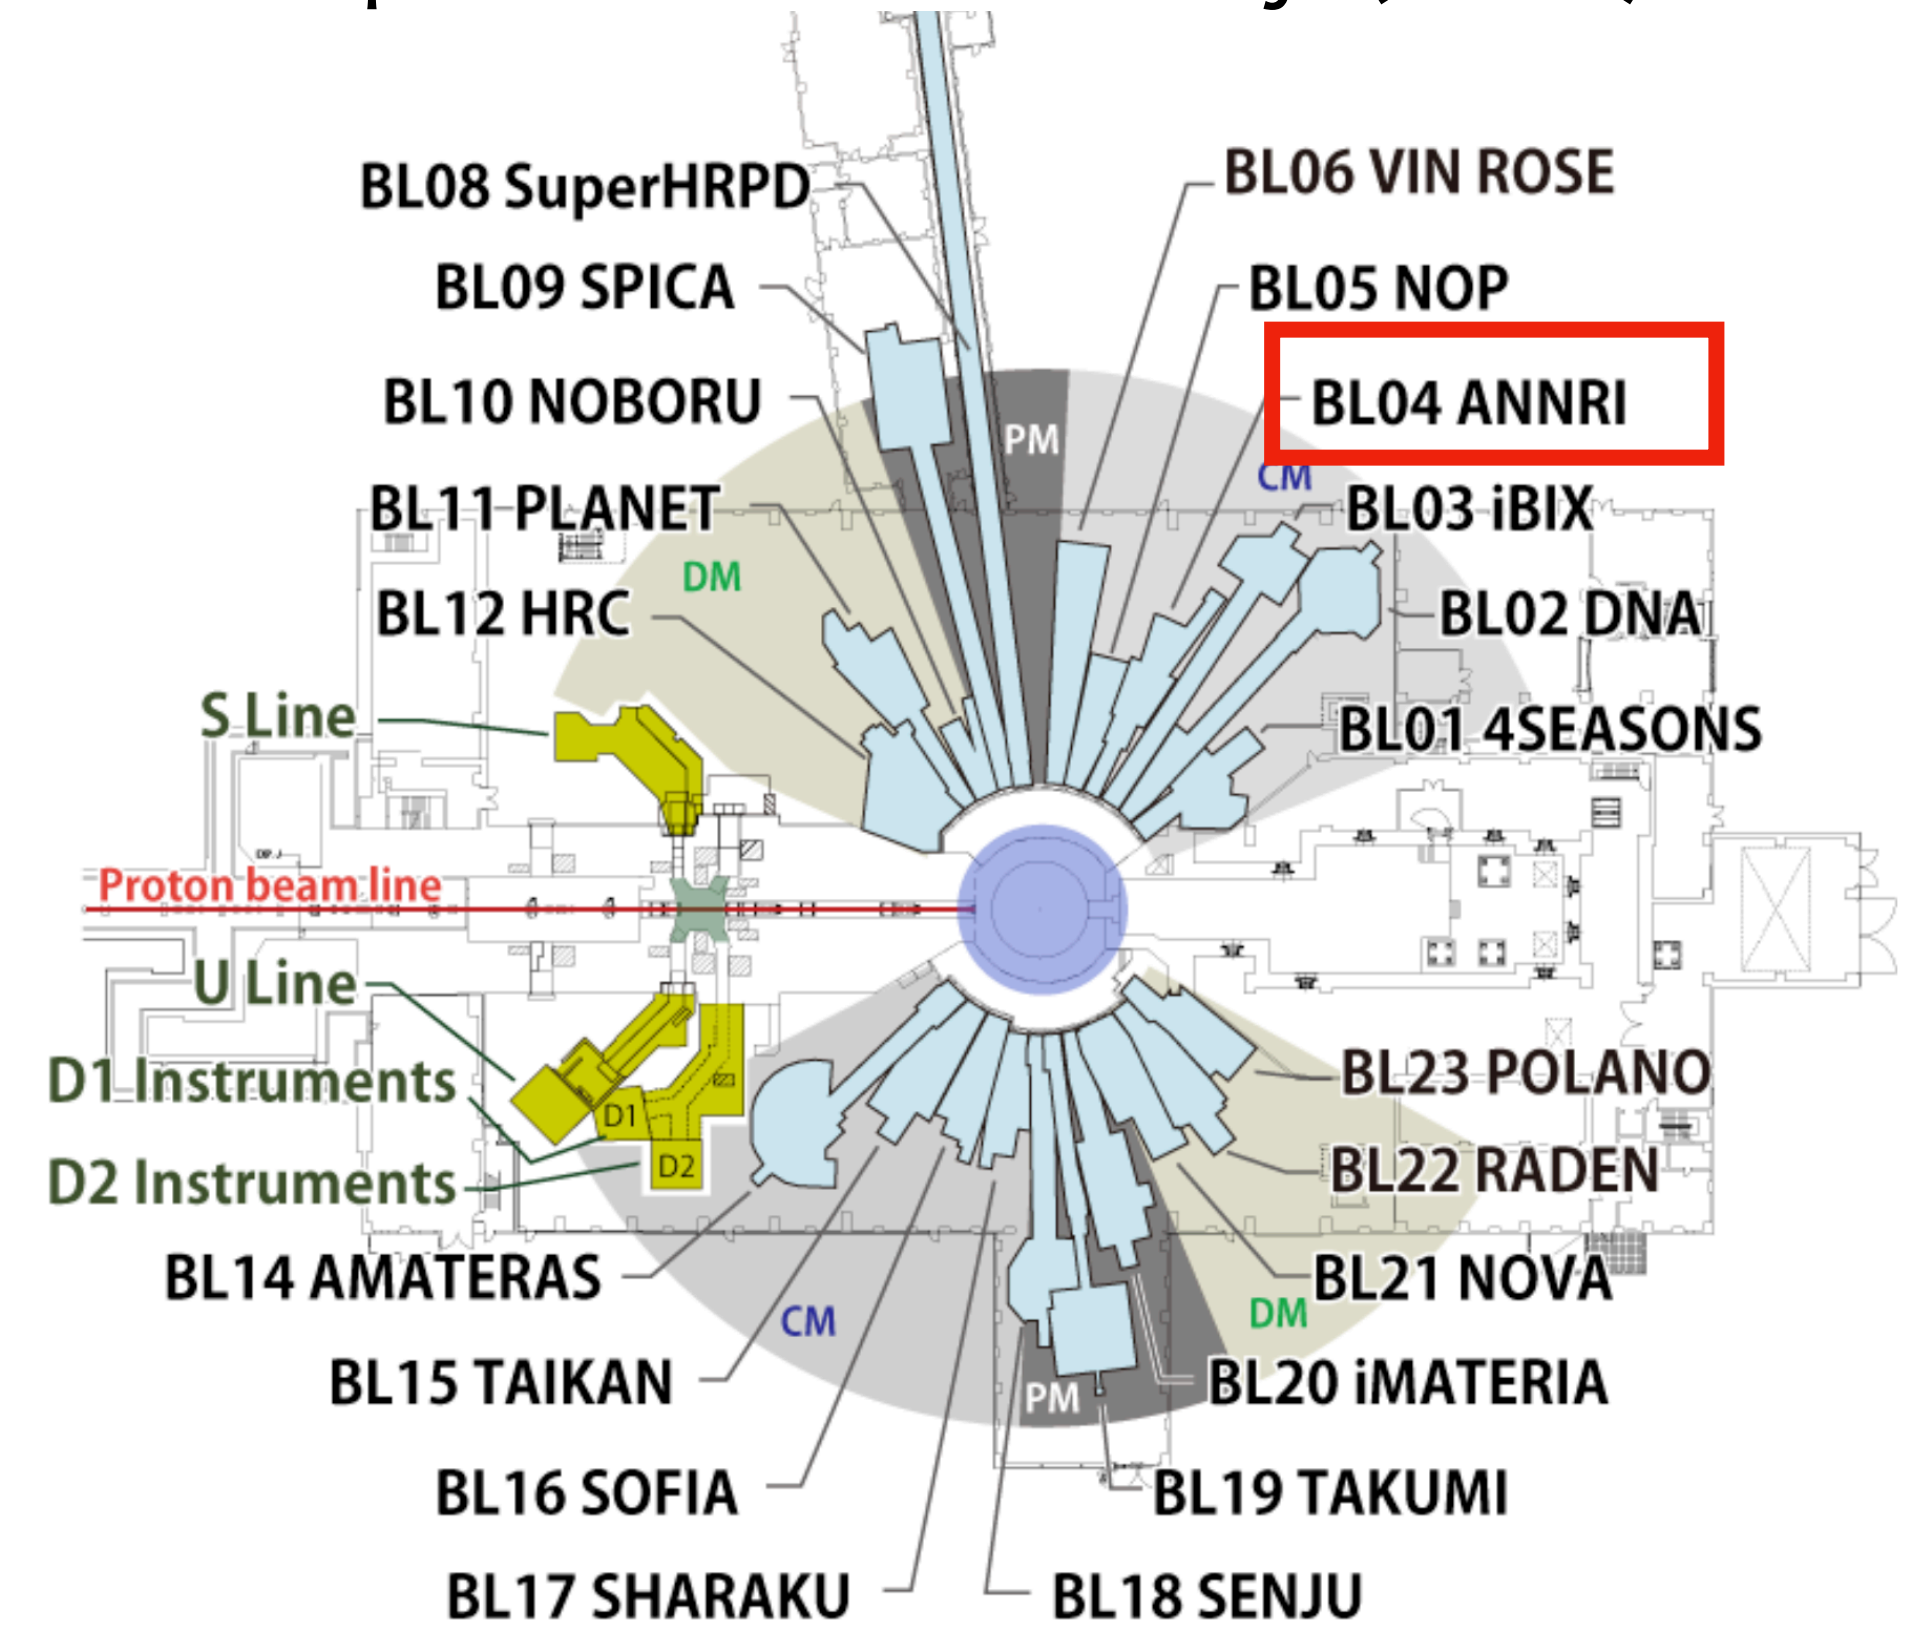 BL08 SuperHRPD
BL06 VIN ROSE
BL09 SPICA
BL05 NOP
BL10 NOBORU
BL04 ANNRI
PM
CM
BL11 PLANET
BL03 iBIX
DM
BL12 HRC
BL02 DNA
S Line
BL01 4SEASONS
Proton beam line
U Line
D1 Instruments
D1
D2 Instruments
D2
BL23 POLANO
BL22 RADEN
BL14 AMATERAS
BL21 NOVA
CM
DM
BL15 TAIKAN
PM
BL20 iMATERIA
BL16 SOFIA
BL19 TAKUMI
BL17 SHARAKU
BL18 SENJU